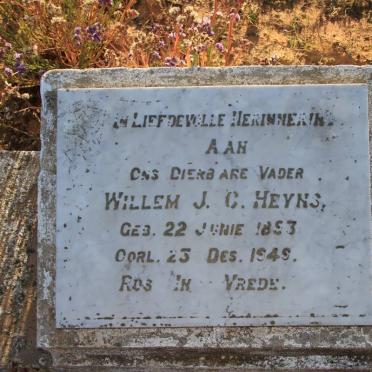 In Liefdevolle Herinnering
Aan
Ons Dierbare Vader
Willem J. C. Heyns.
Geb. 22 Junie 1853
Oorl. 23 Des. 1949.
Rus In Vrede.